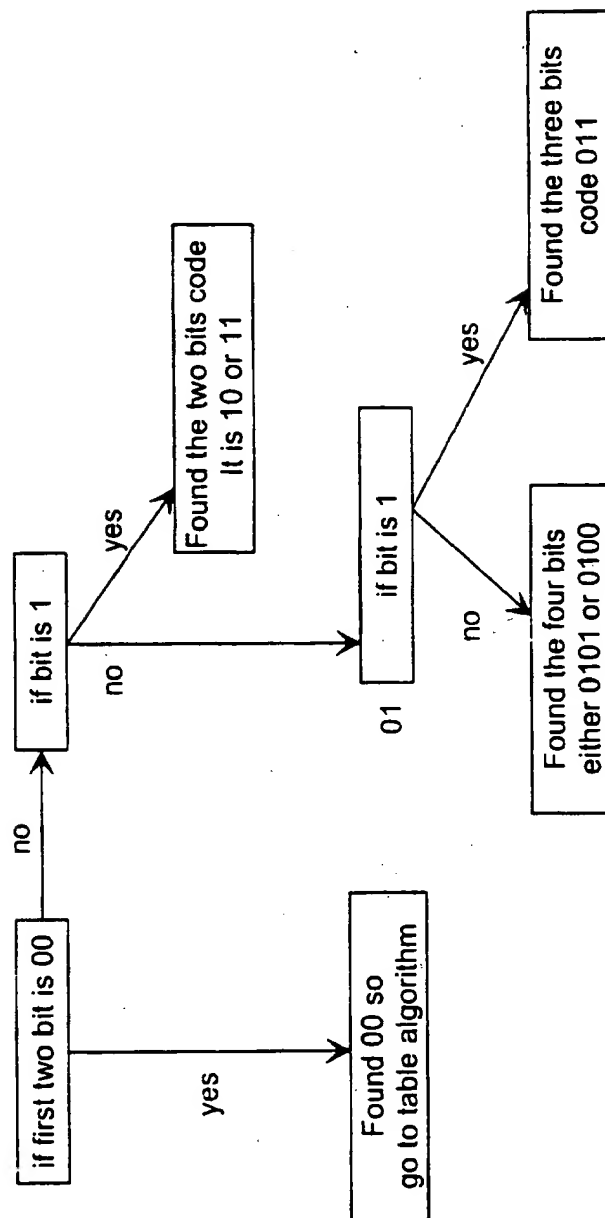 if first two bit is 00
no
if bit is 1
yes
Found the two bits code
It is 10 or 11
yes
no
Found 00 so
go to table algorithm
01
if bit is 1
yes
no
Found the four bits
either 0101 or 0100
Found the three bits
code 011